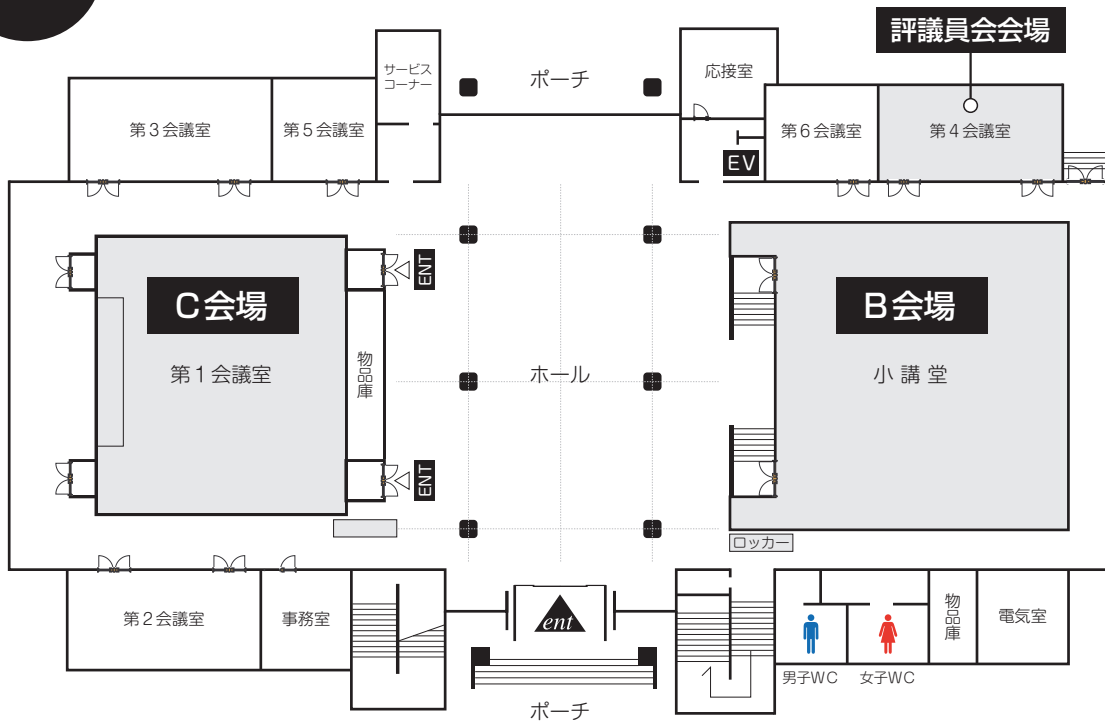 評議員会会場
サービス
コーナー
ポーチ
応接室
第3会議室
第5会議室
第6会議室
第4会議室
EV
ENT
C会場
B会場
第1会議室
物品庫
ホール
小講堂
ENT
ロッカー
第2会議室
事務室
ent
物品庫
電気室
男子WC
女子WC
ポーチ